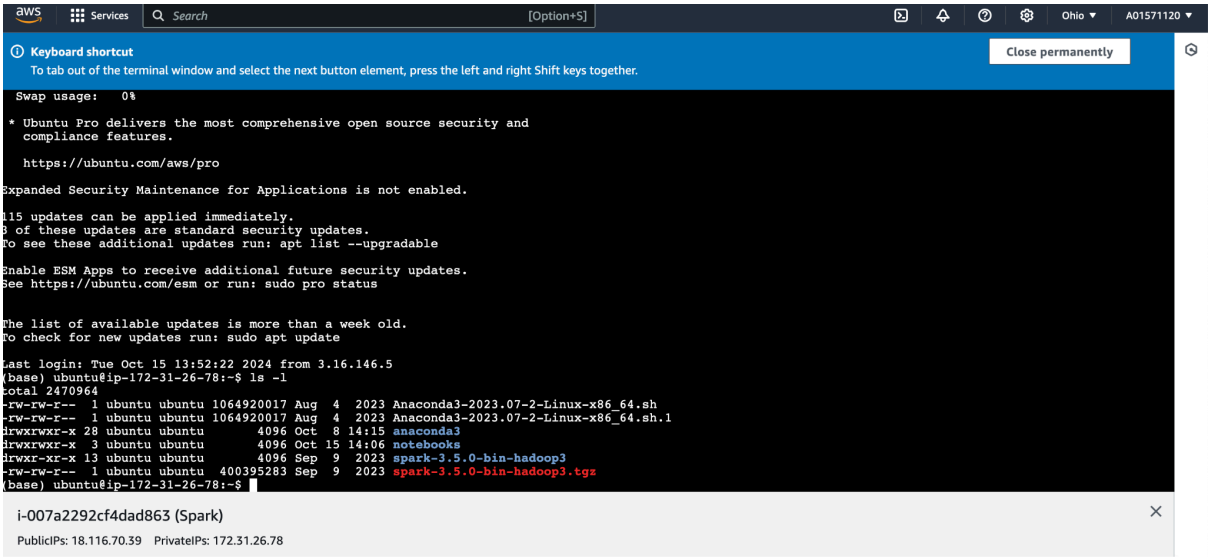 aws Services Search [Option+S] Ohio ▼ A01571120 ▼
Keyboard shortcut
Close permanently
To tab out of the terminal window and select the next button element, press the left and right Shift keys together.
Swap usage: 0%
* Ubuntu Pro delivers the most comprehensive open source security and
compliance features.
https://ubuntu.com/aws/pro
Expanded Security Maintenance for Applications is not enabled.
115 updates can be applied immediately.
3 of these updates are standard security updates.
To see these additional updates run: apt list --upgradable
Enable ESM Apps to receive additional future security updates.
See https://ubuntu.com/esm or run: sudo pro status
The list of available updates is more than a week old.
To check for new updates run: sudo apt update
Last login: Tue Oct 15 13:52:22 2024 from 3.16.146.5
(base) ubuntu@ip-172-31-26-78:~$ ls -l
total 2470964
-rw-rw-r-- 1 ubuntu ubuntu 1064920017 Aug 4 2023 Anaconda3-2023.07-2-Linux-x86_64.sh
-rw-rw-r-- 1 ubuntu ubuntu 1064920017 Aug 4 2023 Anaconda3-2023.07-2-Linux-x86_64.sh.1
drwxrwxr-x 28 ubuntu ubuntu 4096 Oct 8 14:15 anaconda3
drwxrwxr-x 3 ubuntu ubuntu 4096 Oct 15 14:06 notebooks
drwxr-xr-x 13 ubuntu ubuntu 4096 Sep 9 2023 spark-3.5.0-bin-hadoop3
-rw-rw-r-- 1 ubuntu ubuntu 400395283 Sep 9 2023 spark-3.5.0-bin-hadoop3.tgz
(base) ubuntu@ip-172-31-26-78:~$
i-007a2292cf4dad863 (Spark)
PublicIPs: 18.116.70.39 PrivateIPs: 172.31.26.78